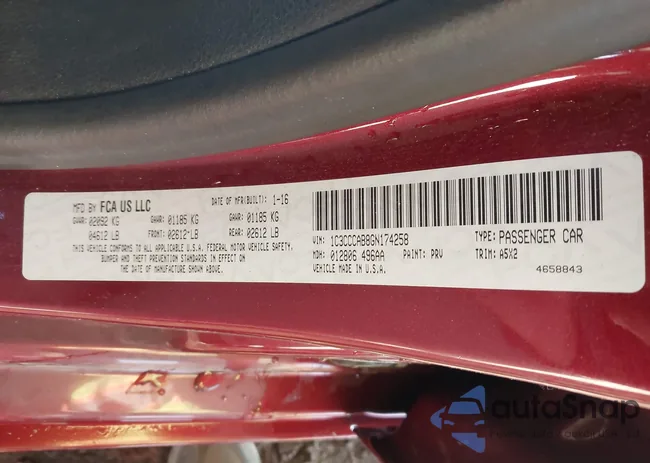 MFD BY FCA US LLC
DATE OF MFR(BUILT): 1-16
GVWR: 02092 KG
GAWR: 01185 KG
GAWR: 01185 KG
04612 LB
FRONT: 02612 LB
REAR: 02612 LB
THIS VEHICLE CONFORMS TO ALL APPLICABLE U.S.A. FEDERAL MOTOR VEHICLE SAFETY,
BUMPER AND THEFT PREVENTION STANDARDS IN EFFECT ON
THE DATE OF MANUFACTURE SHOWN ABOVE.
VIN: 1C3CCCAB8GN174258
TYPE: PASSENGER CAR
MDH: 012806 496AA
PAINT: PRV
TRIM: A5X2
VEHICLE MADE IN U.S.A.
4658843
autoSnap